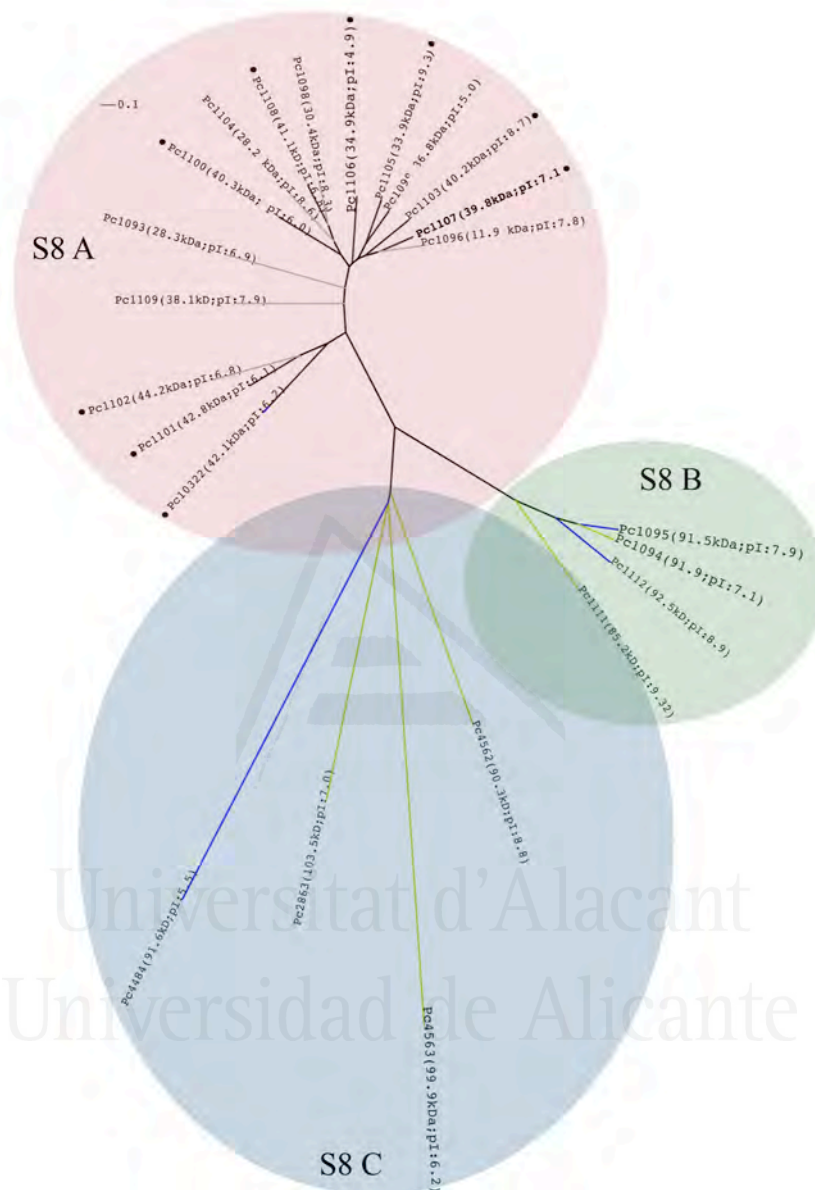 Pc1106(34.9kDa;pI:4.9)
Pc1105(33.9kDa;pI:9.3)
Pc1098(30.4kDa;pI:8.3)
Pc1108(41.1kD;pI:6.8)
36.8kDa;pI:5.0)
Pc1104(28.2 kDa;pI:8.6)
0.1
Pc1103(40.2kDa;pI:8.7)
Pc1100(40.3kDa; pI:6.0)
Pc1107(39.8kDa;pI:7.1
Pc1093(28.3kDa;pI:6.9)
Pc1096(11.9 kDa;pI:7.8)
S8 A
Pc1109(38.1kD;pI:7.9)
Pc1102(44.2kDa;pI:6.8)
Pc1101(42.8kDa;pI:6.1)
Pc10322(42.1kDa;pI:6.2)
S8 B
Pc1095(91.5kDa;pI:7.9)
Pc1094(91.9;pI:7.1)
Pc1112(92.5kD;pI:8.9)
Pc1111(85.2kD;pI:9.32)
Pc4562(90.3kD;pI:8.8)
Pc2863(103.5kD;pI:7.0)
Pc4484(91.6kD;pI:5.5)
Universitat d'Alacant
Universidad de Alicante
Pc4563(99.9kDa;pI:6.2)
S8 C